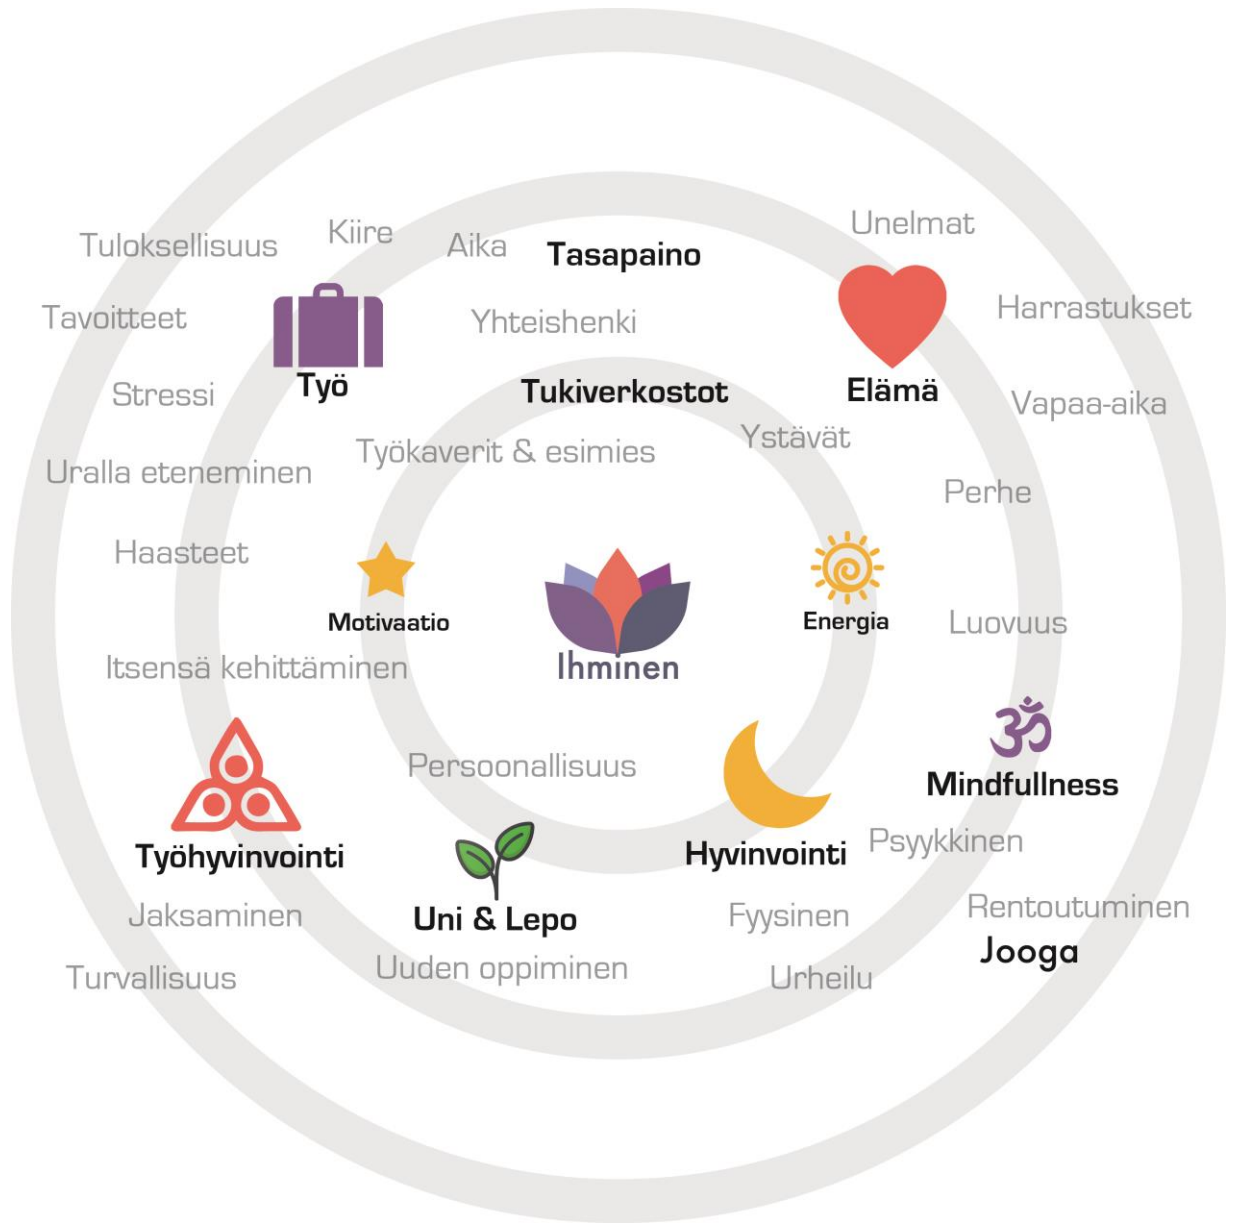 Unelmat
Kiire
Tuloksellisuus
Aika
Tasapaino
Harrastukset
Tavoitteet
Yhteishenki
Työ
Tukiverkostot
Elämä
Stressi
Vapaa-aika
Ystävät
Työkaverit & esimies
Uralla eteneminen
Perhe
Haasteet
Motivaatio
Energia
Luovuus
Itsensä kehittäminen
Ihminen
Persoonallisuus
Mindfullness
Työhyvinvointi
Hyvinvointi
Psyykkinen
Jaksaminen
Uni & Lepo
Fyysinen
Rentoutuminen
Jooga
Turvallisuus
Uuden oppiminen
Urheilu